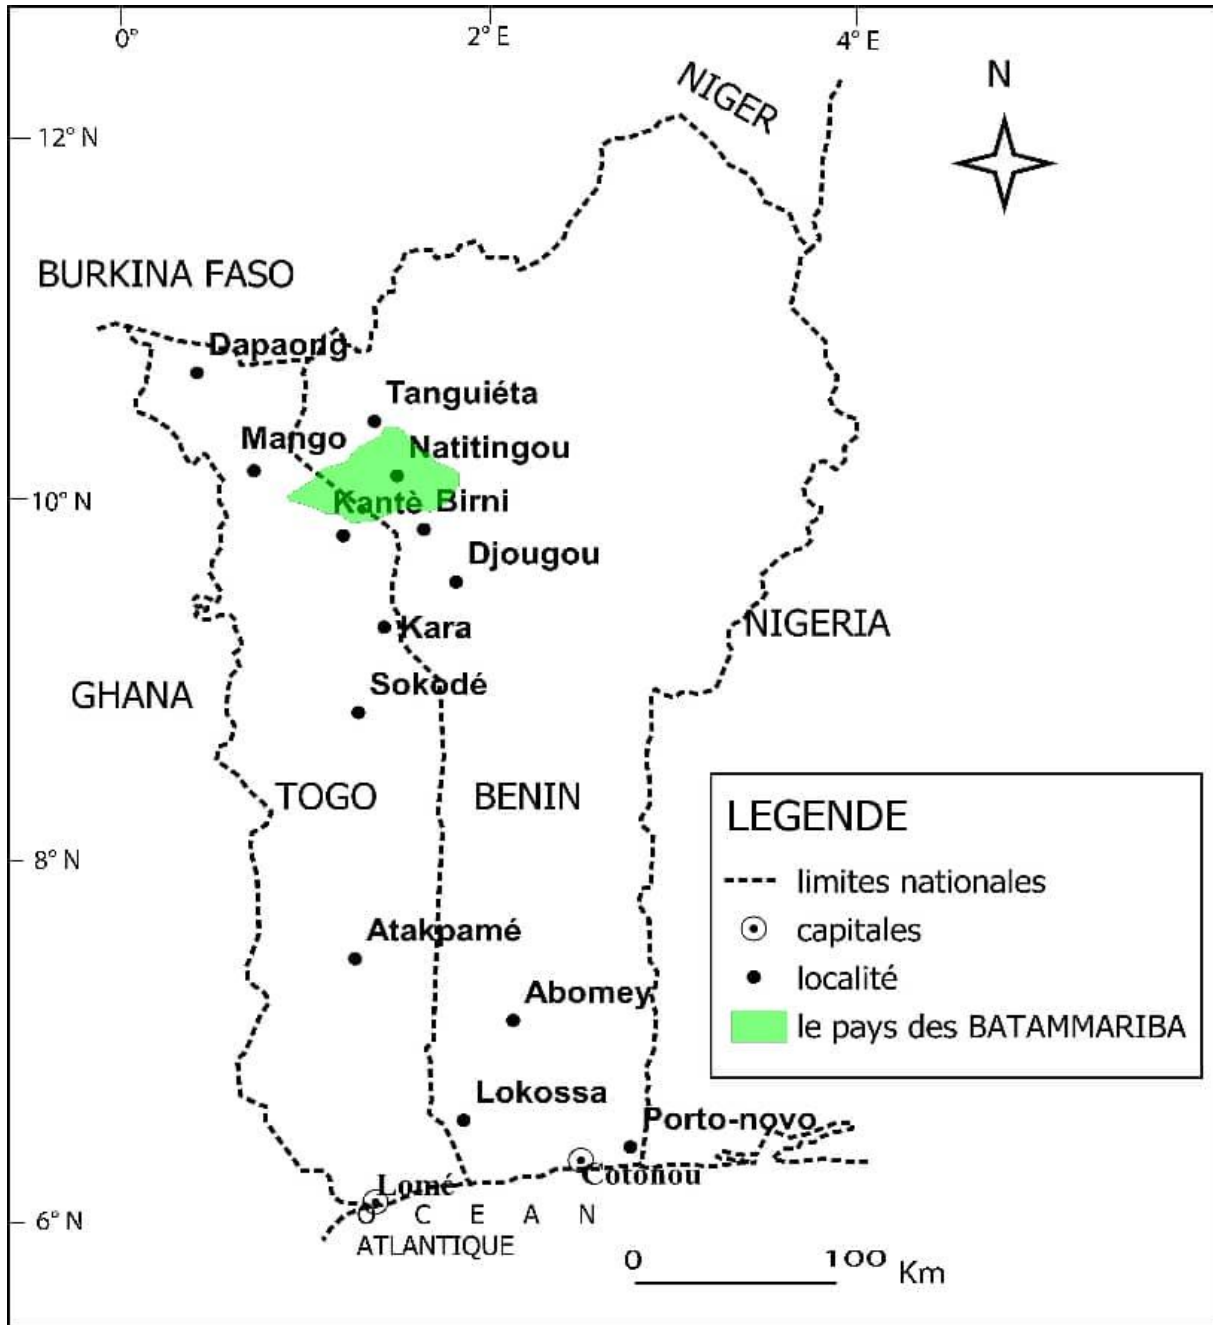 0°
2° E
4° E
N
NIGER
12° N
BURKINA FASO
Dapaong
Tanguiéta
Mango
Natitingou
10° N
Kantè
Birni
Djougou
Kara
NIGERIA
Sokodé
GHANA
TOGO
BENIN
LEGENDE
limites nationales
capitales
localité
le pays des BATAMMARIBA
8° N
Atakpamé
Abomey
Lokossa
Porto-novo
Cotonou
Lomé
6° N
OCEAN
ATLANTIQUE
0 100 Km